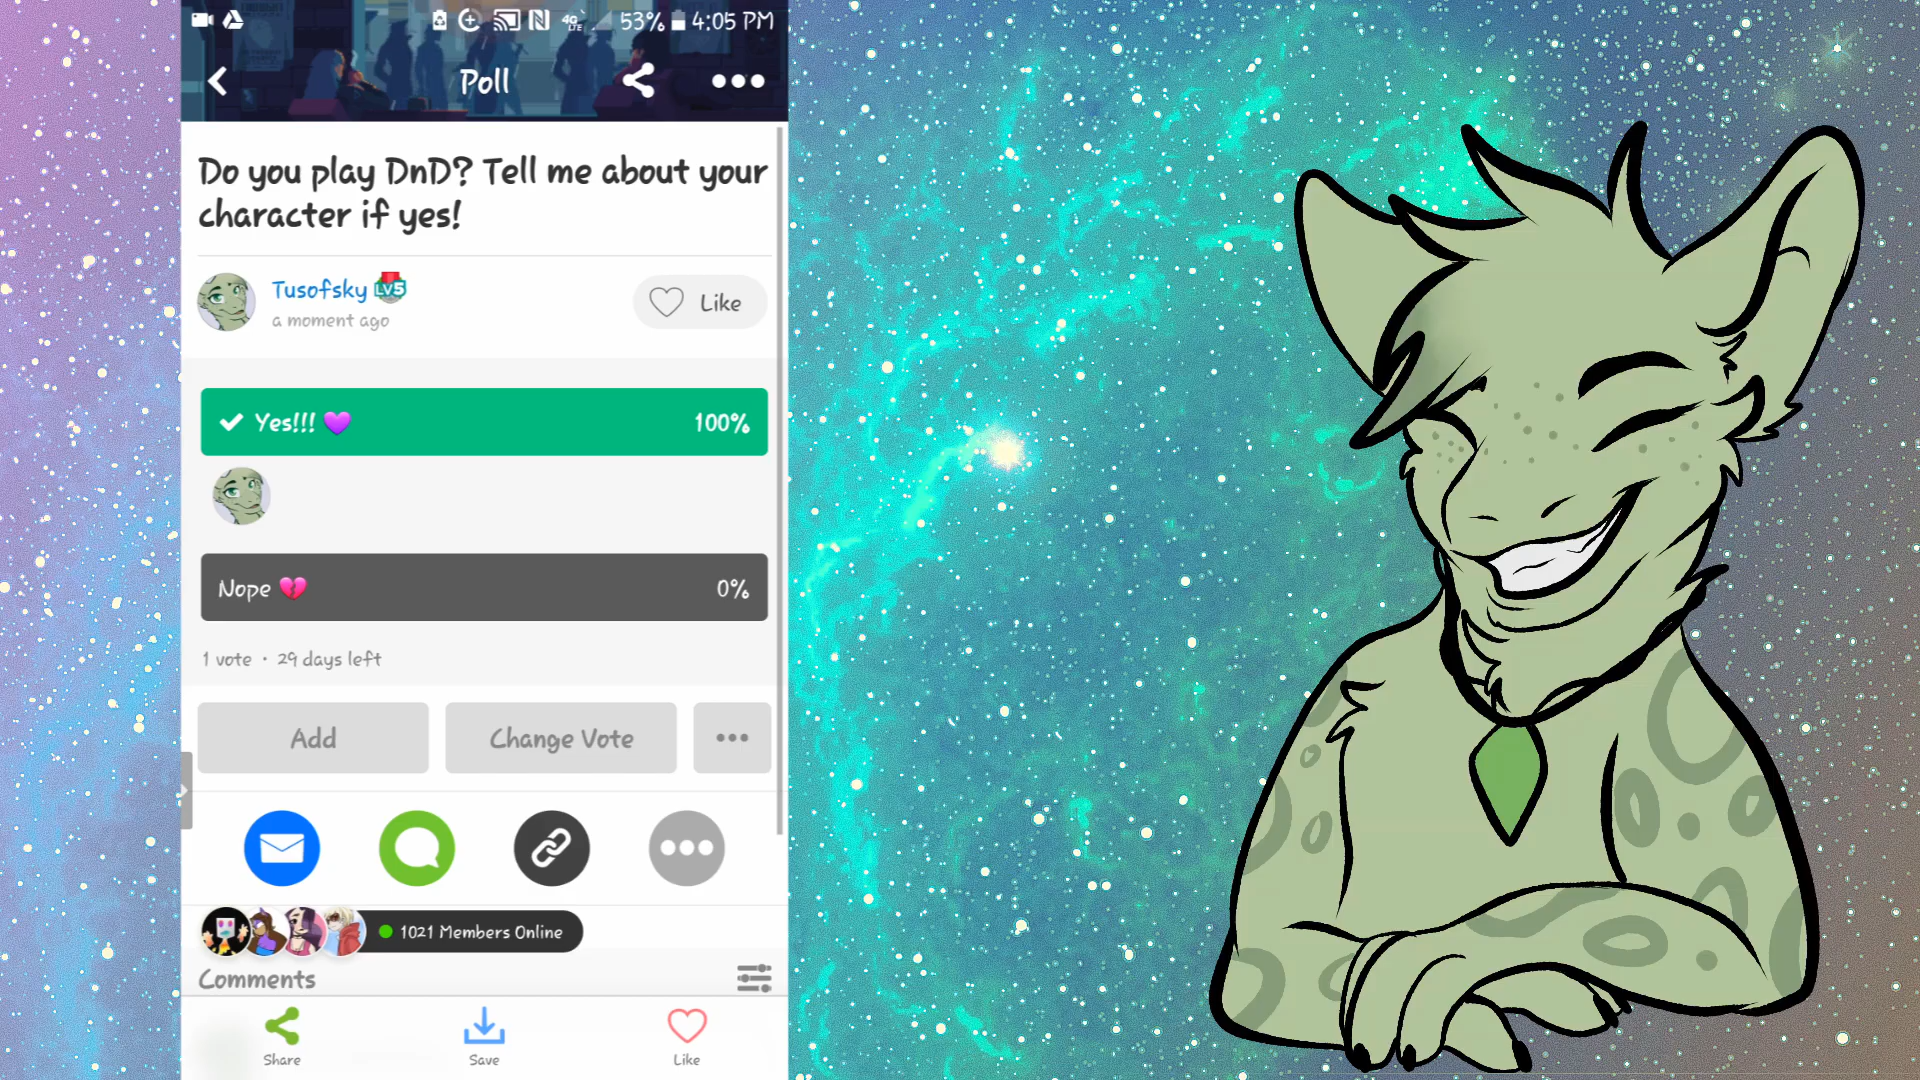 4G LTE 53% 4:05 PM
Poll
Do you play DnD? Tell me about your
character if yes!
Tusofsky LV5
a moment ago
Like
Yes!!! 💜 100%
Nope 💔 0%
1 vote · 29 days left
Add Change Vote
1021 Members Online
Comments
Share Save Like